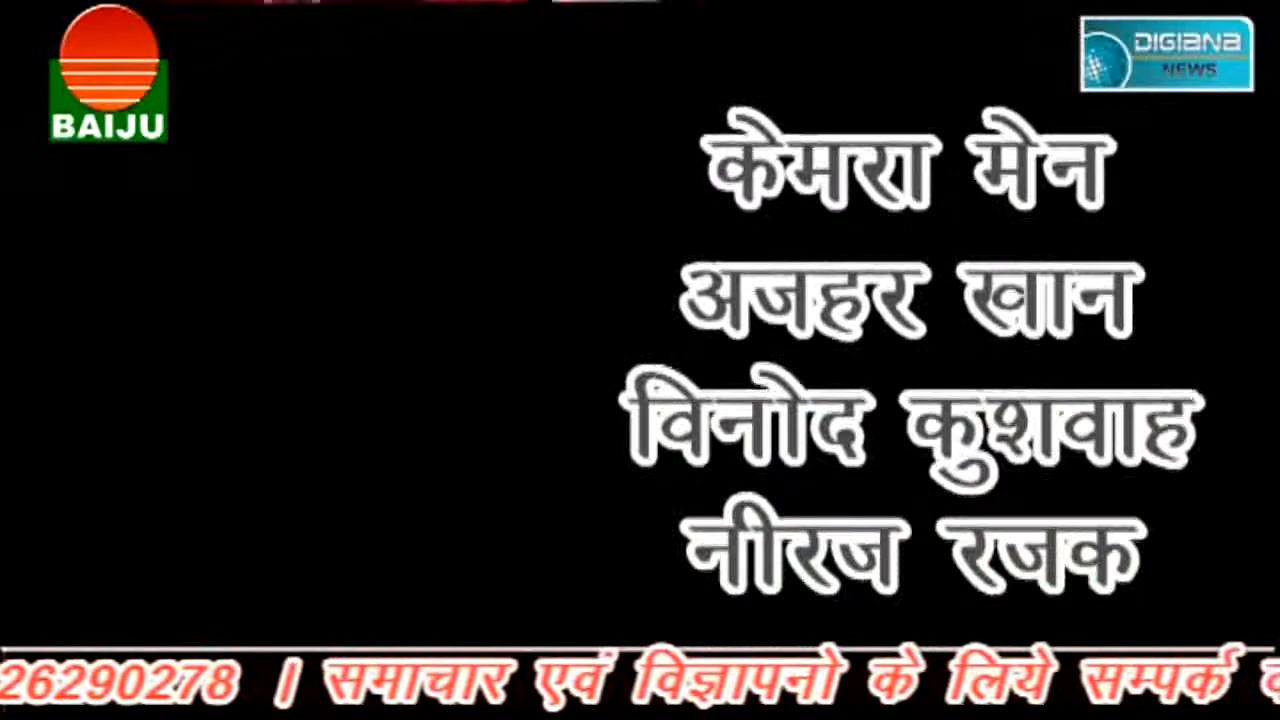 BAIJU
DIGIANA
NEWS
केमरा मेन
अजहर खान
विनोद कुशवाह
नीरज रजक
26290278 । समाचार एवं विज्ञापनो के लिये सम्पर्क